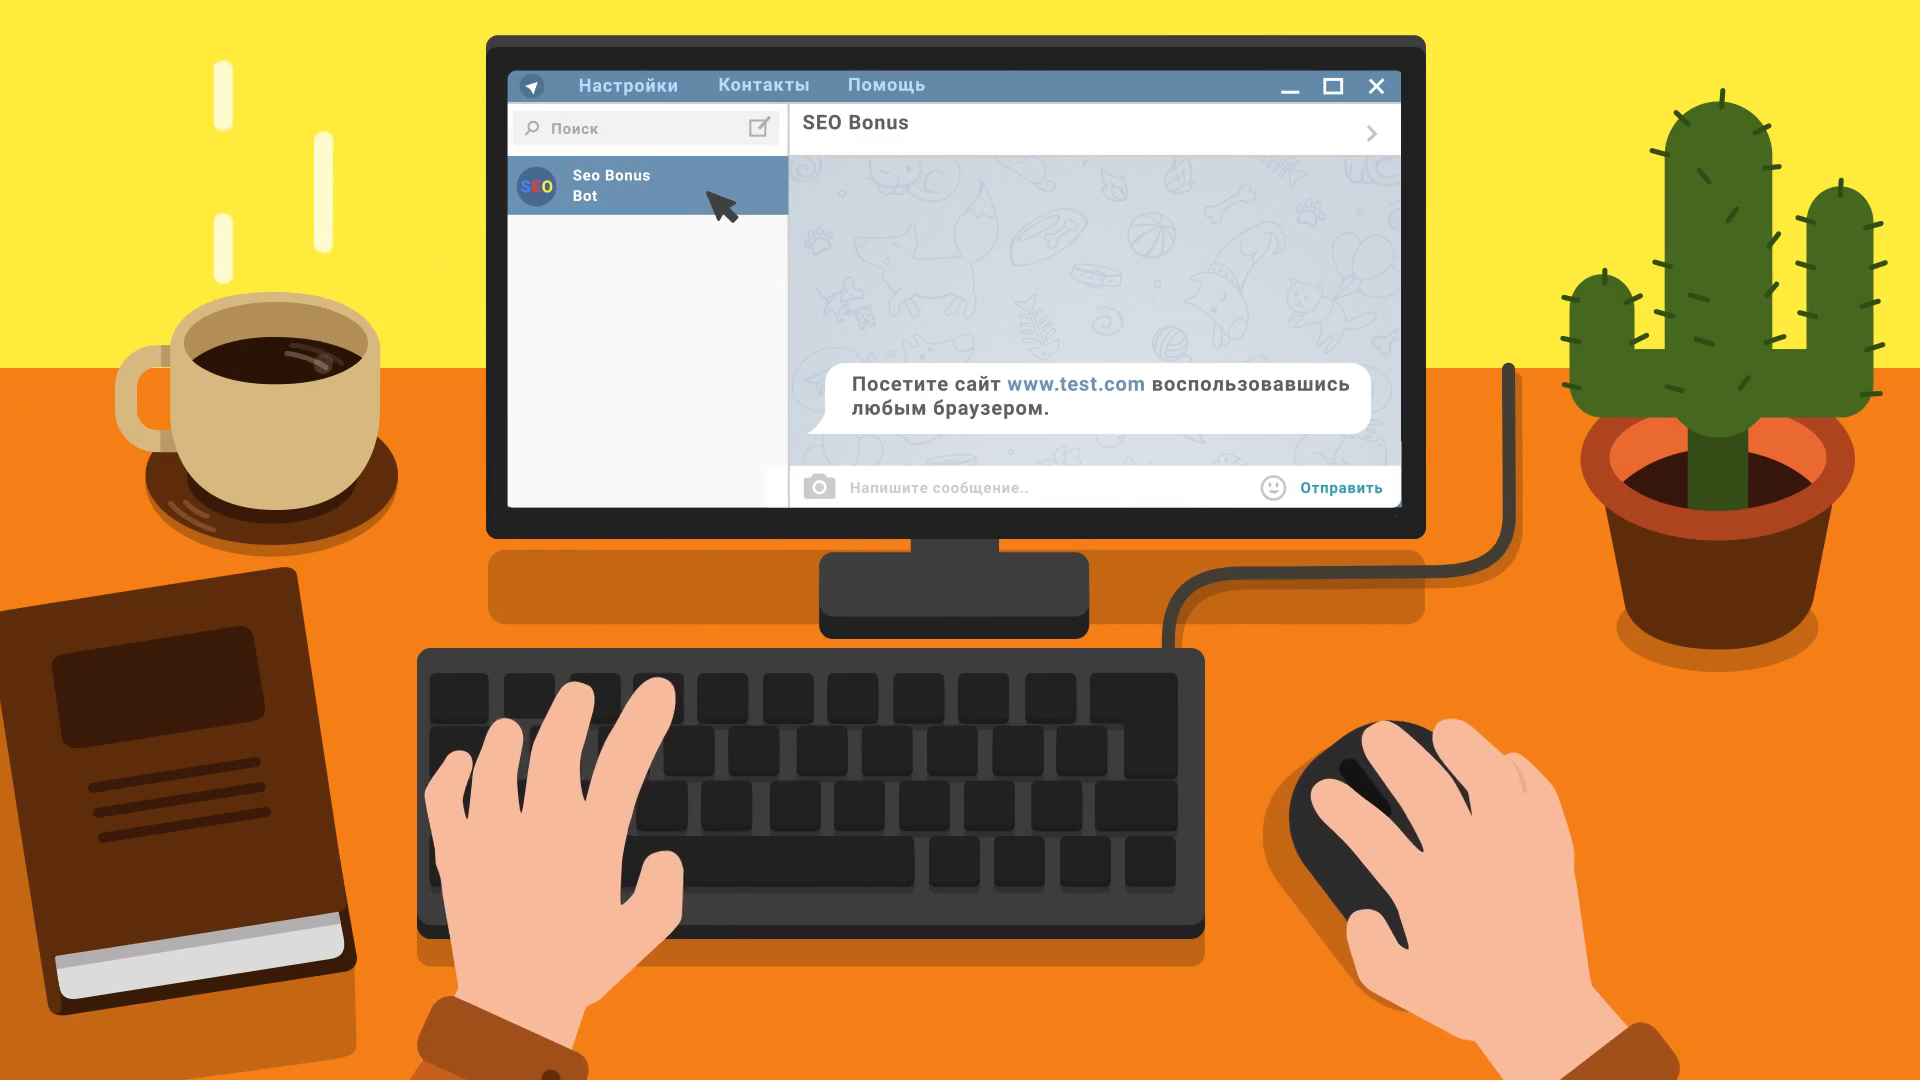 Настройки Контакты Помощь
Поиск
SEO Bonus
SEO
Seo Bonus
Bot
Посетите сайт www.test.com воспользовавшись
любым браузером.
Напишите сообщение..
Отправить